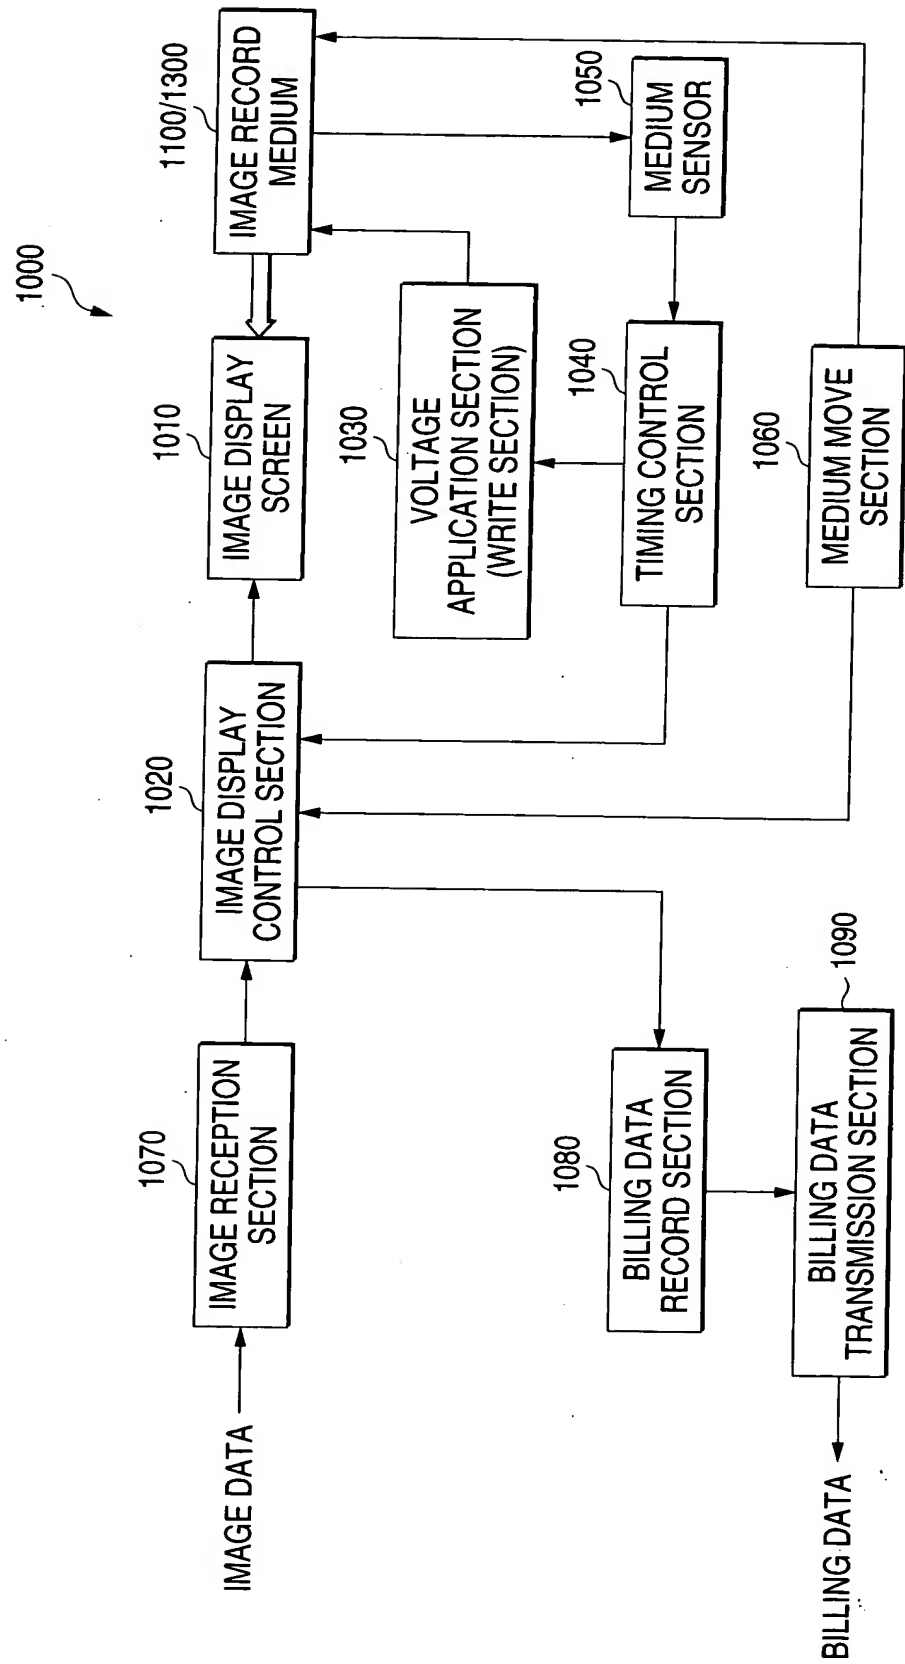 1000
1100/1300
IMAGE RECORD
MEDIUM
1010
IMAGE DISPLAY
SCREEN
1020
IMAGE DISPLAY
CONTROL SECTION
1070
IMAGE RECEPTION
SECTION
IMAGE DATA
1030
VOLTAGE
APPLICATION SECTION
(WRITE SECTION)
1050
MEDIUM
SENSOR
1040
TIMING CONTROL
SECTION
1060
MEDIUM MOVE
SECTION
1080
BILLING DATA
RECORD SECTION
1090
BILLING DATA
TRANSMISSION SECTION
BILLING DATA